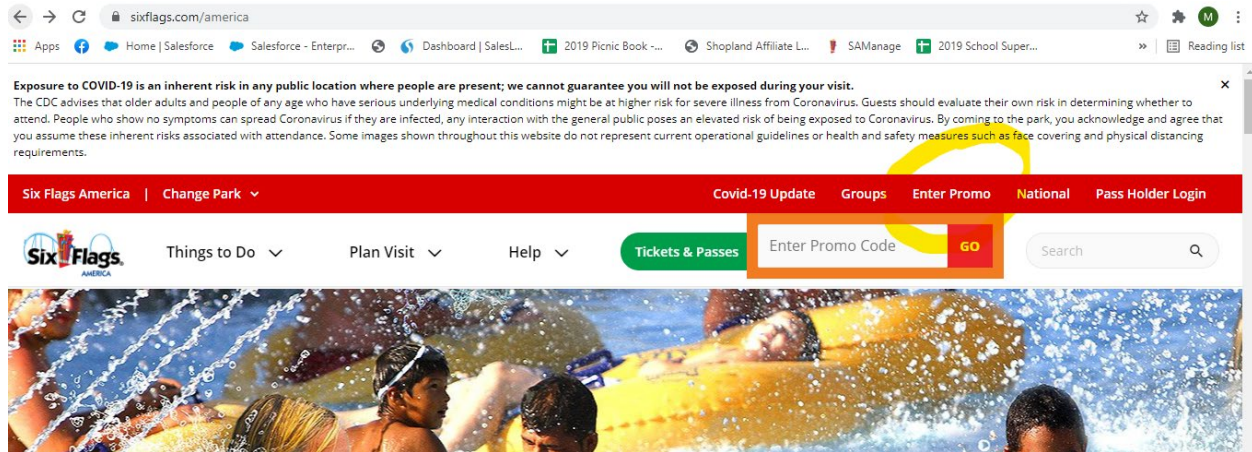 sixflags.com/america
M
Apps Home | Salesforce Salesforce - Enterpr... Dashboard | SalesL... 2019 Picnic Book -... Shopland Affiliate L... SAManage 2019 School Super... » Reading list
Exposure to COVID-19 is an inherent risk in any public location where people are present; we cannot guarantee you will not be exposed during your visit.
The CDC advises that older adults and people of any age who have serious underlying medical conditions might be at higher risk for severe illness from Coronavirus. Guests should evaluate their own risk in determining whether to
attend. People who show no symptoms can spread Coronavirus if they are infected, any interaction with the general public poses an elevated risk of being exposed to Coronavirus. By coming to the park, you acknowledge and agree that
you assume these inherent risks associated with attendance. Some images shown throughout this website do not represent current operational guidelines or health and safety measures such as face covering and physical distancing
requirements.
Six Flags America | Change Park Covid-19 Update Groups Enter Promo National Pass Holder Login
Six Flags Things to Do Plan Visit Help Tickets & Passes Enter Promo Code GO Search
AMERICA